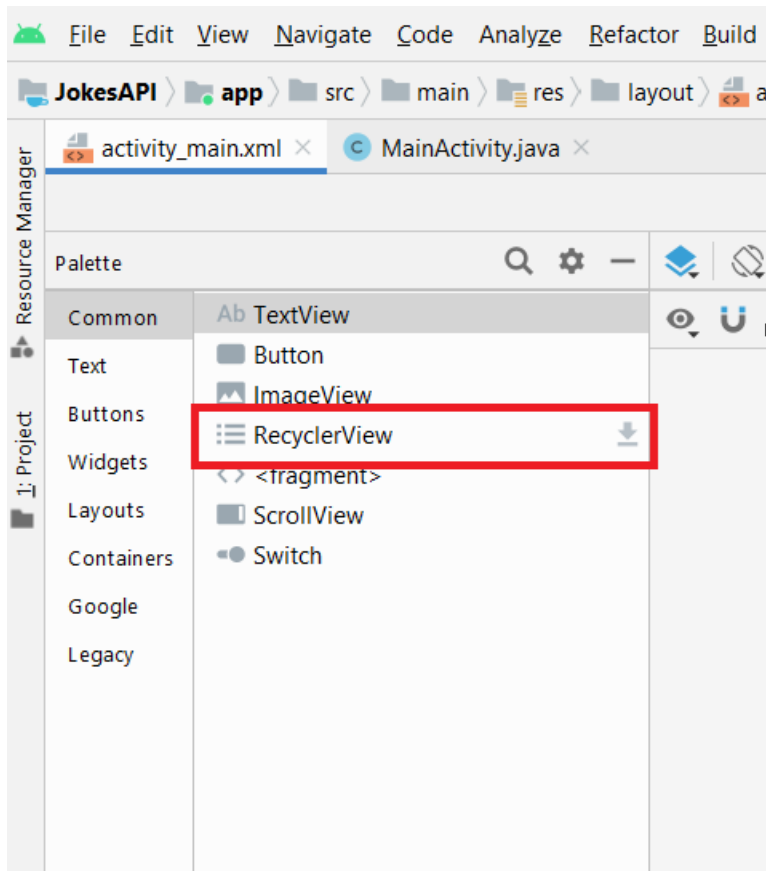 File Edit View Navigate Code Analyze Refactor Build
JokesAPI app src main res layout a
activity_main.xml MainActivity.java
Resource Manager
1: Project
Palette
Common
Text
Buttons
Widgets
Layouts
Containers
Google
Legacy
Ab TextView
Button
ImageView
RecyclerView
<fragment>
ScrollView
Switch